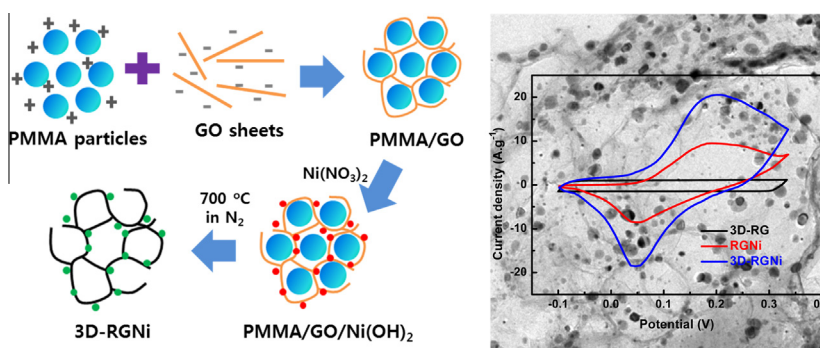 PMMA particles
GO sheets
PMMA/GO
Ni(NO₃)₂
700 °C
in N₂
3D-RGNi
PMMA/GO/Ni(OH)₂
Current density (A.g⁻¹)
20
10
0
-10
-20
3D-RG
RGNi
3D-RGNi
-0.1 0.0 0.1 0.2 0.3
Potential (V)